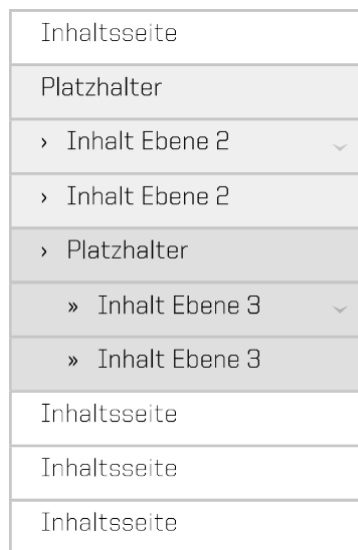 Inhaltsseite
Platzhalter
› Inhalt Ebene 2
› Inhalt Ebene 2
› Platzhalter
» Inhalt Ebene 3
» Inhalt Ebene 3
Inhaltsseite
Inhaltsseite
Inhaltsseite